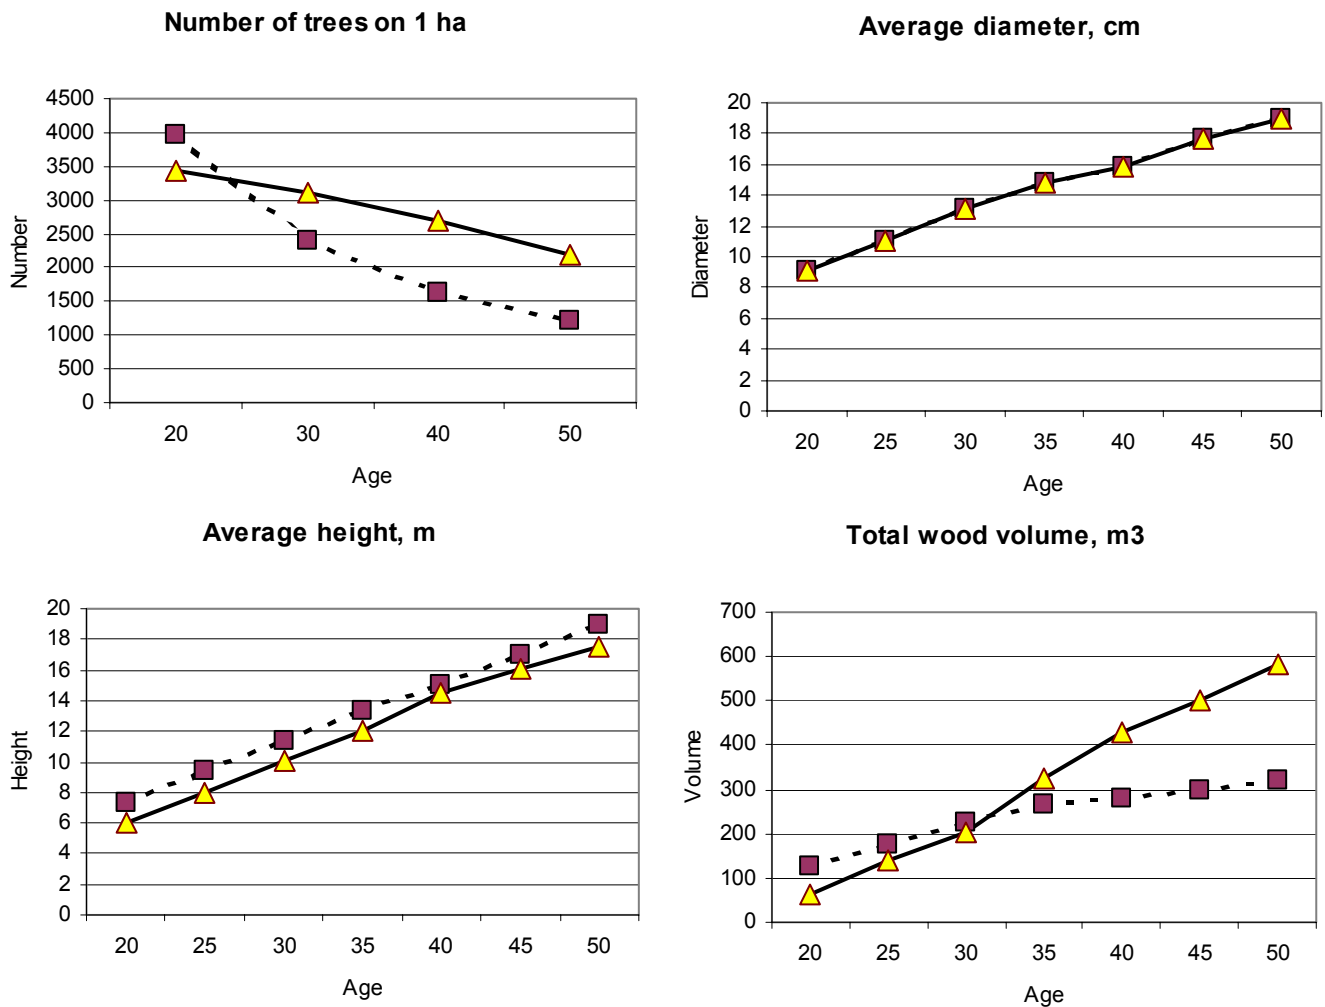 Number of trees on 1 ha
4500
4000
3500
3000
2500
2000
1500
1000
500
0
Number
20 30 40 50
Age
Average diameter, cm
20
18
16
14
12
10
8
6
4
2
0
Diameter
20 25 30 35 40 45 50
Age
Average height, m
20
18
16
14
12
10
8
6
4
2
0
Height
20 25 30 35 40 45 50
Age
Total wood volume, m3
700
600
500
400
300
200
100
0
Volume
20 25 30 35 40 45 50
Age